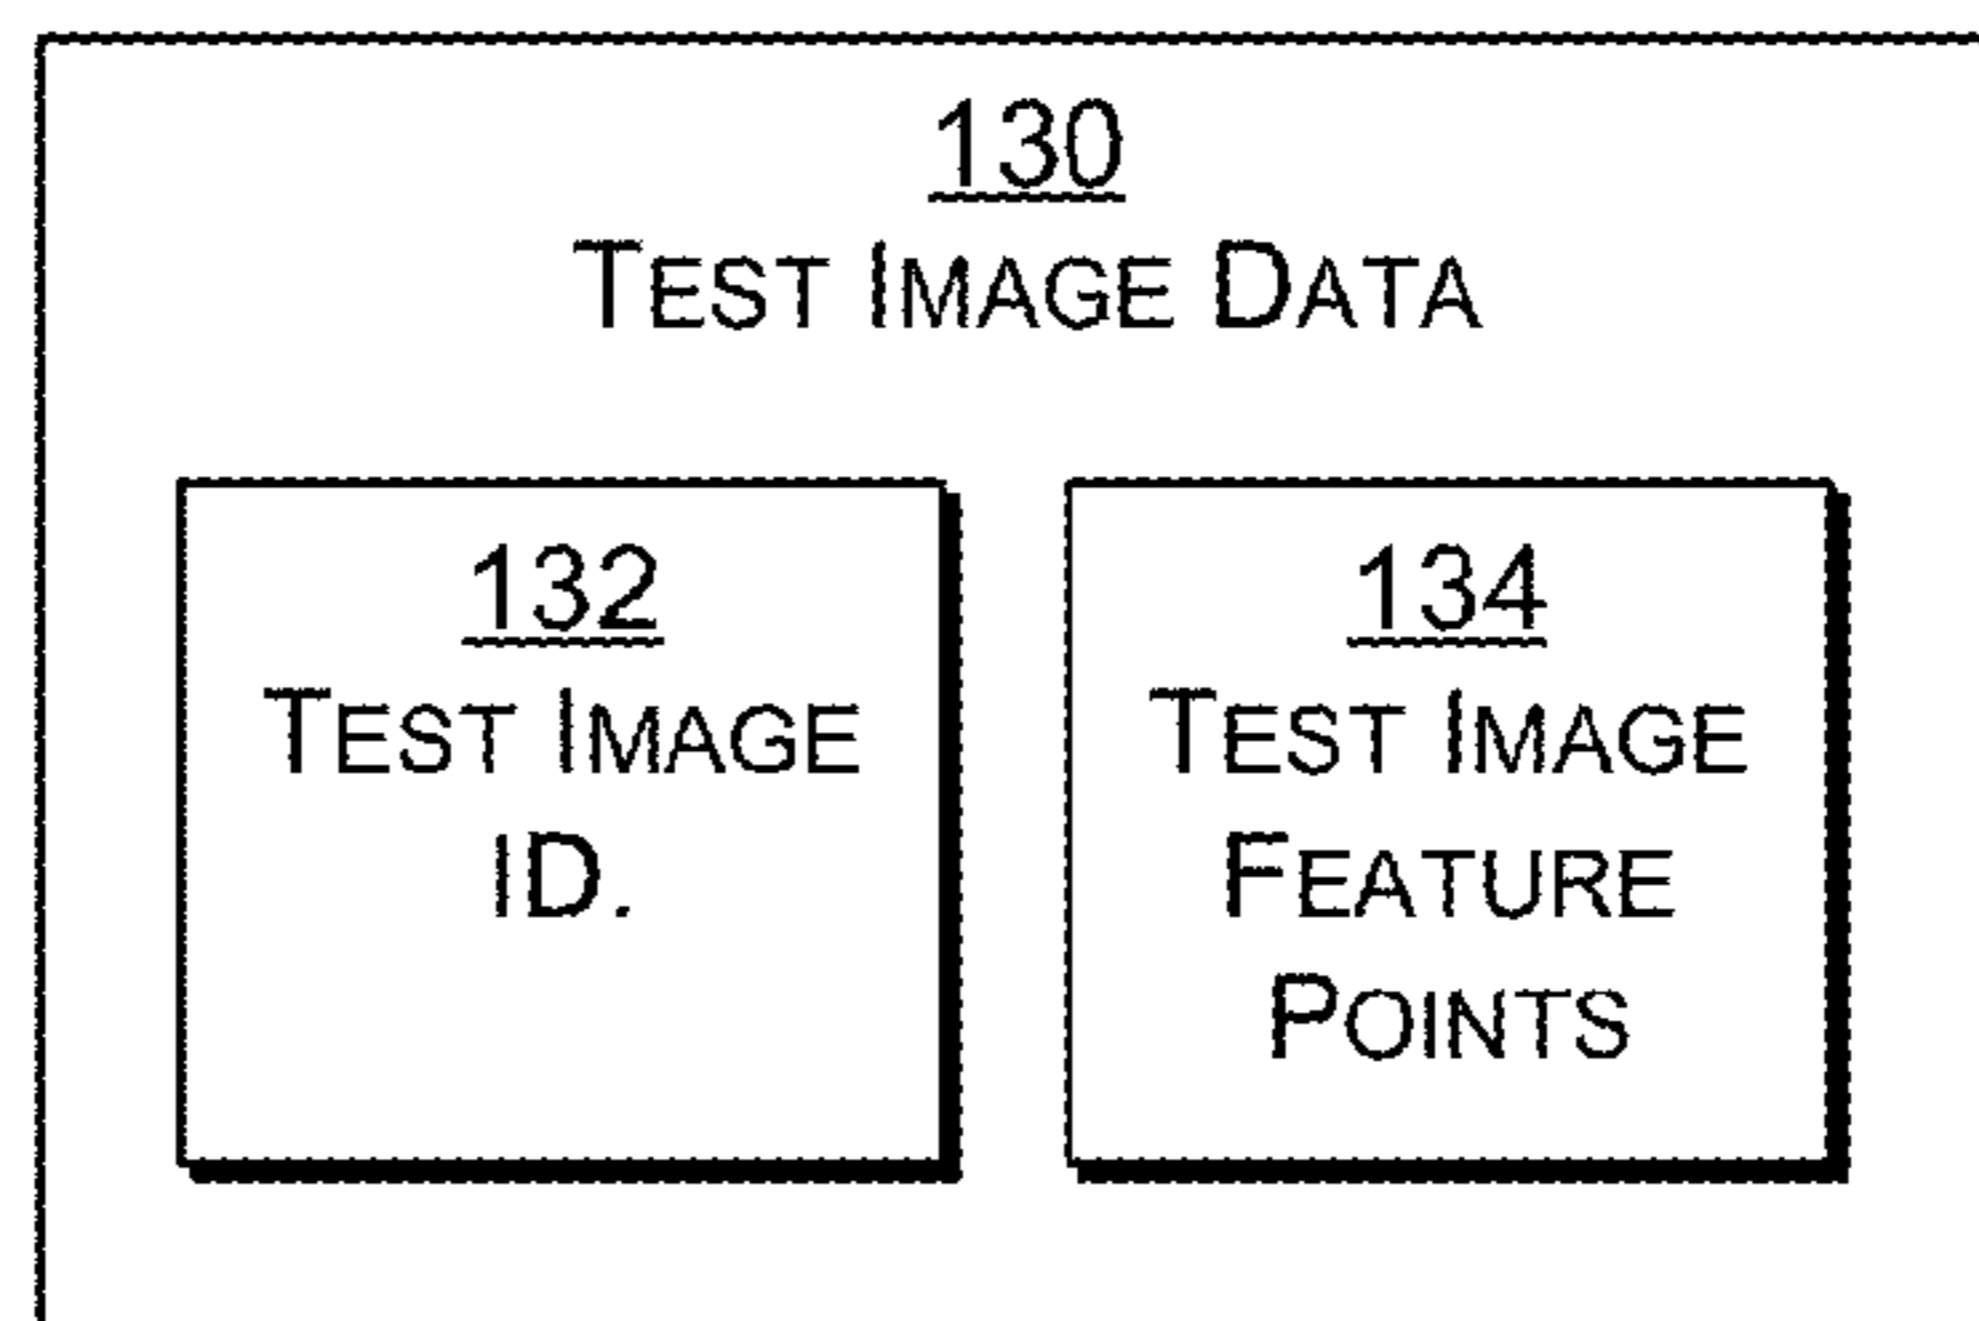 130
TEST IMAGE DATA
132
TEST IMAGE
ID.
134
TEST IMAGE
FEATURE
POINTS